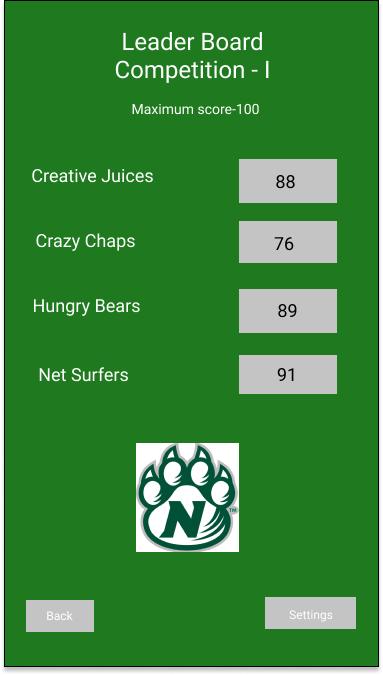 Leader Board
Competition - I
Maximum score-100
Creative Juices 88
Crazy Chaps 76
Hungry Bears 89
Net Surfers 91
N
TM
Back Settings